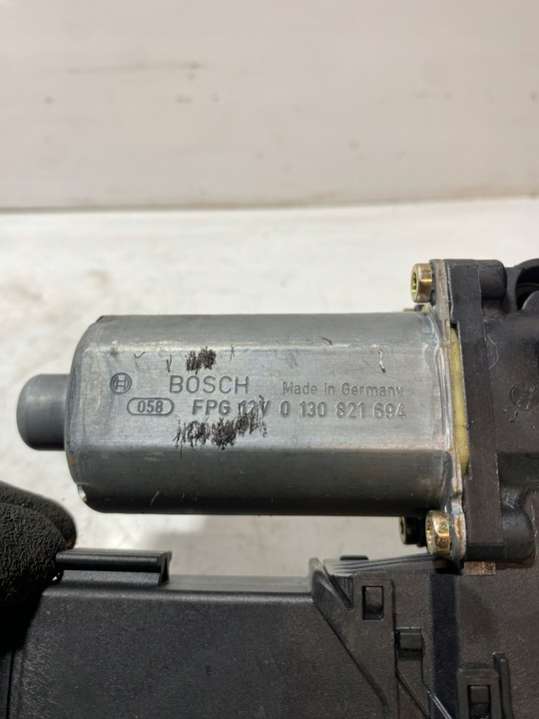 BOSCH Made in Germany
058 FPG 12V 0 130 821 694